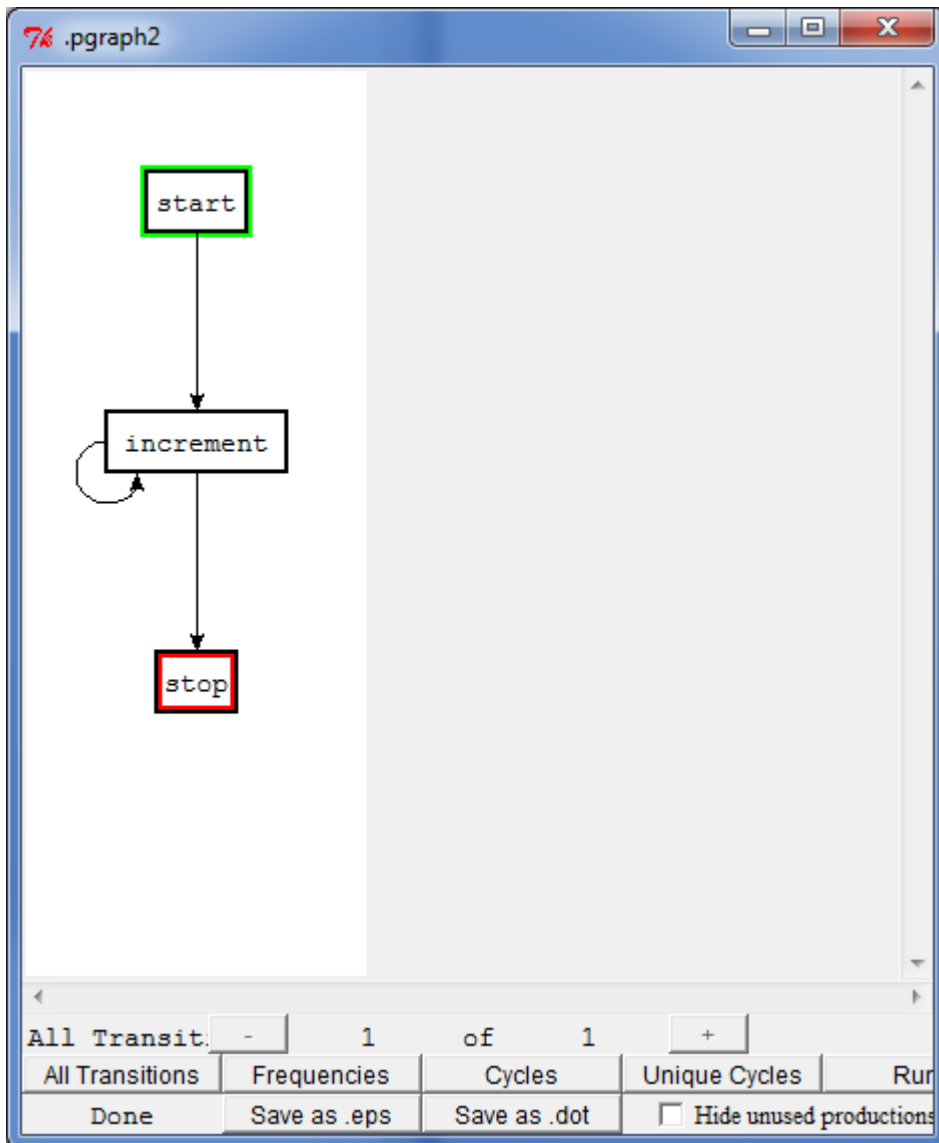 .pgraph2
start
increment
stop
All Transit: - 1 of 1 +
All Transitions Frequencies Cycles Unique Cycles Rur
Done Save as .eps Save as .dot Hide unused productions